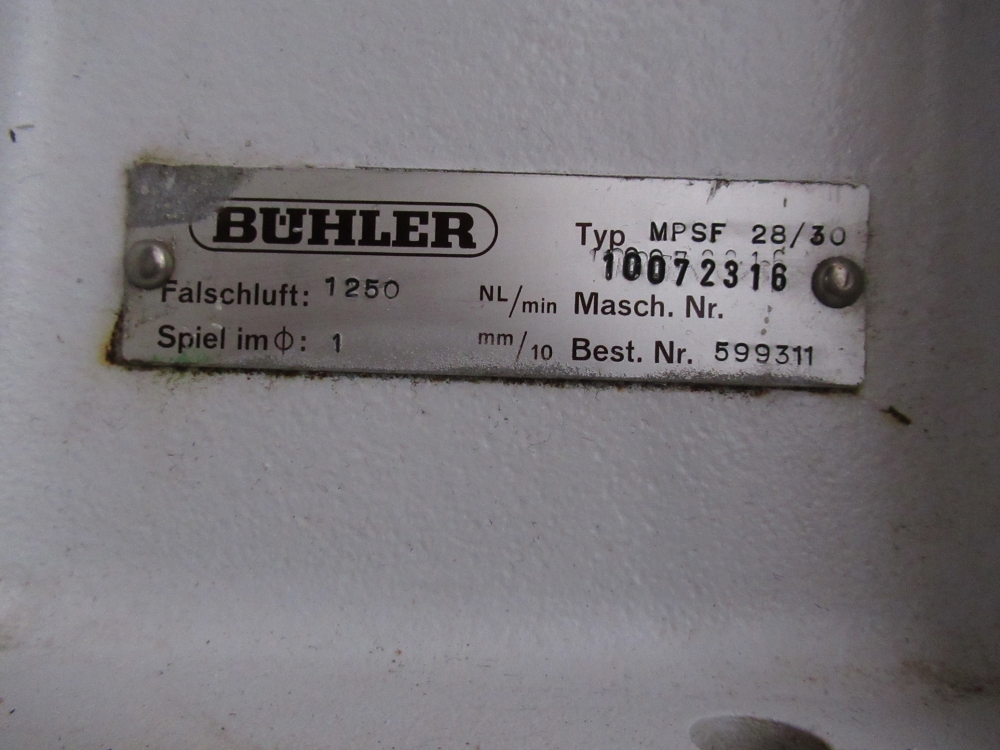 BÜHLER
Typ MPSF 28/30
10072316
Falschluft: 1250 NL/min Masch. Nr.
Spiel im Φ: 1 mm/10 Best. Nr. 599311